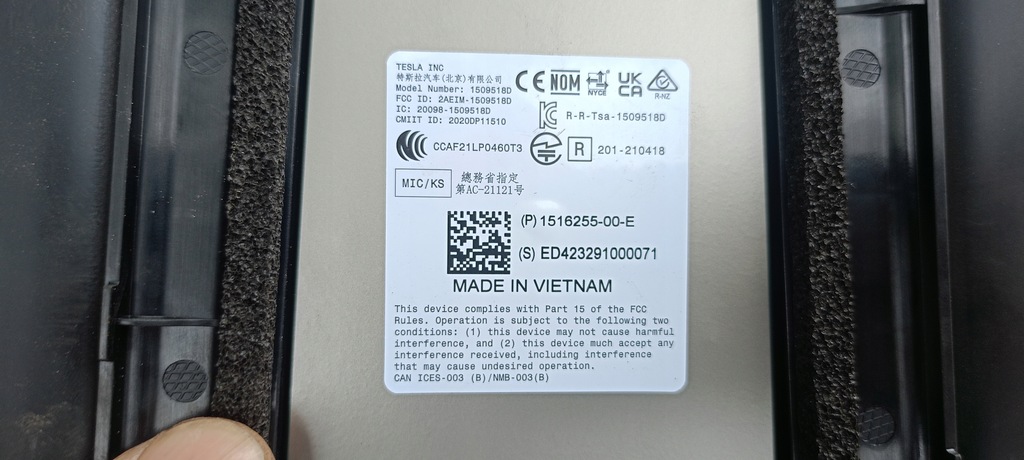 TESLA INC
特斯拉汽车(北京)有限公司
Model Number: 1509518D
FCC ID: 2AEIM-1509518D
IC: 20098-1509518D
CMIIT ID: 2020DP11510
CE NOM NYCE UK CA R-NZ
R-R-Tsa-1509518D
CCC CCAF21LP0460T3
R 201-210418
MIC/KS
總務省指定
第AC-21121号
(P) 1516255-00-E
(S) ED423291000071
MADE IN VIETNAM
This device complies with Part 15 of the FCC
Rules. Operation is subject to the following two
conditions: (1) this device may not cause harmful
interference, and (2) this device much accept any
interference received, including interference
that may cause undesired operation.
CAN ICES-003 (B)/NMB-003(B)